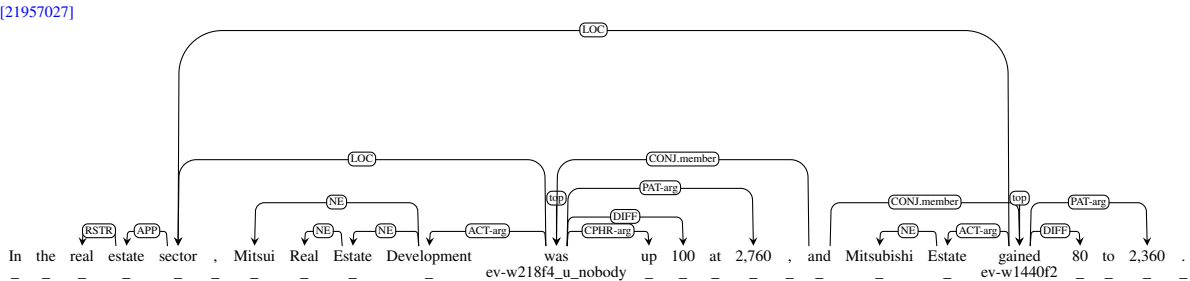 [21957027]
LOC
LOC CONJ.member
PAT-arg
NE top CONJ.member top PAT-arg
DIFF
RSTR APP NE NE ACT-arg CPHR-arg NE ACT-arg DIFF
In the real estate sector , Mitsui Real Estate Development was up 100 at 2,760 , and Mitsubishi Estate gained 80 to 2,360 .
_ _ _ _ _ _ _ _ _ _ ev-w218f4_u_nobody _ _ _ _ _ _ _ _ ev-w1440f2 _ _ _ _